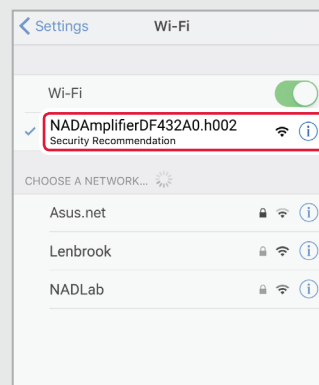 Settings
Wi-Fi
Wi-Fi
NADAmplifierDF432A0.h002
Security Recommendation
CHOOSE A NETWORK...
Asus.net
Lenbrook
NADLab